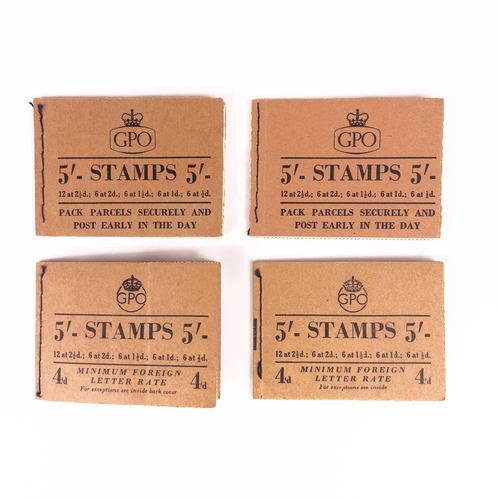 GPO
5/- STAMPS 5/-
12 at 2½d.; 6 at 2d.; 6 at 1½d.; 6 at 1d.; 6 at ½d.
PACK PARCELS SECURELY AND
POST EARLY IN THE DAY
GPO
5/- STAMPS 5/-
12 at 2½d.; 6 at 2d.; 6 at 1½d.; 6 at 1d.; 6 at ½d.
PACK PARCELS SECURELY AND
POST EARLY IN THE DAY
GPO
5/- STAMPS 5/-
12 at 2½d.; 6 at 2d.; 6 at 1½d.; 6 at 1d.; 6 at ½d.
4d MINIMUM FOREIGN 4d
LETTER RATE
For exceptions see inside back cover
GPO
5/- STAMPS 5/-
12 at 2½d.; 6 at 2d.; 6 at 1½d.; 6 at 1d.; 6 at ½d.
4d MINIMUM FOREIGN 4d
LETTER RATE
For exceptions see inside